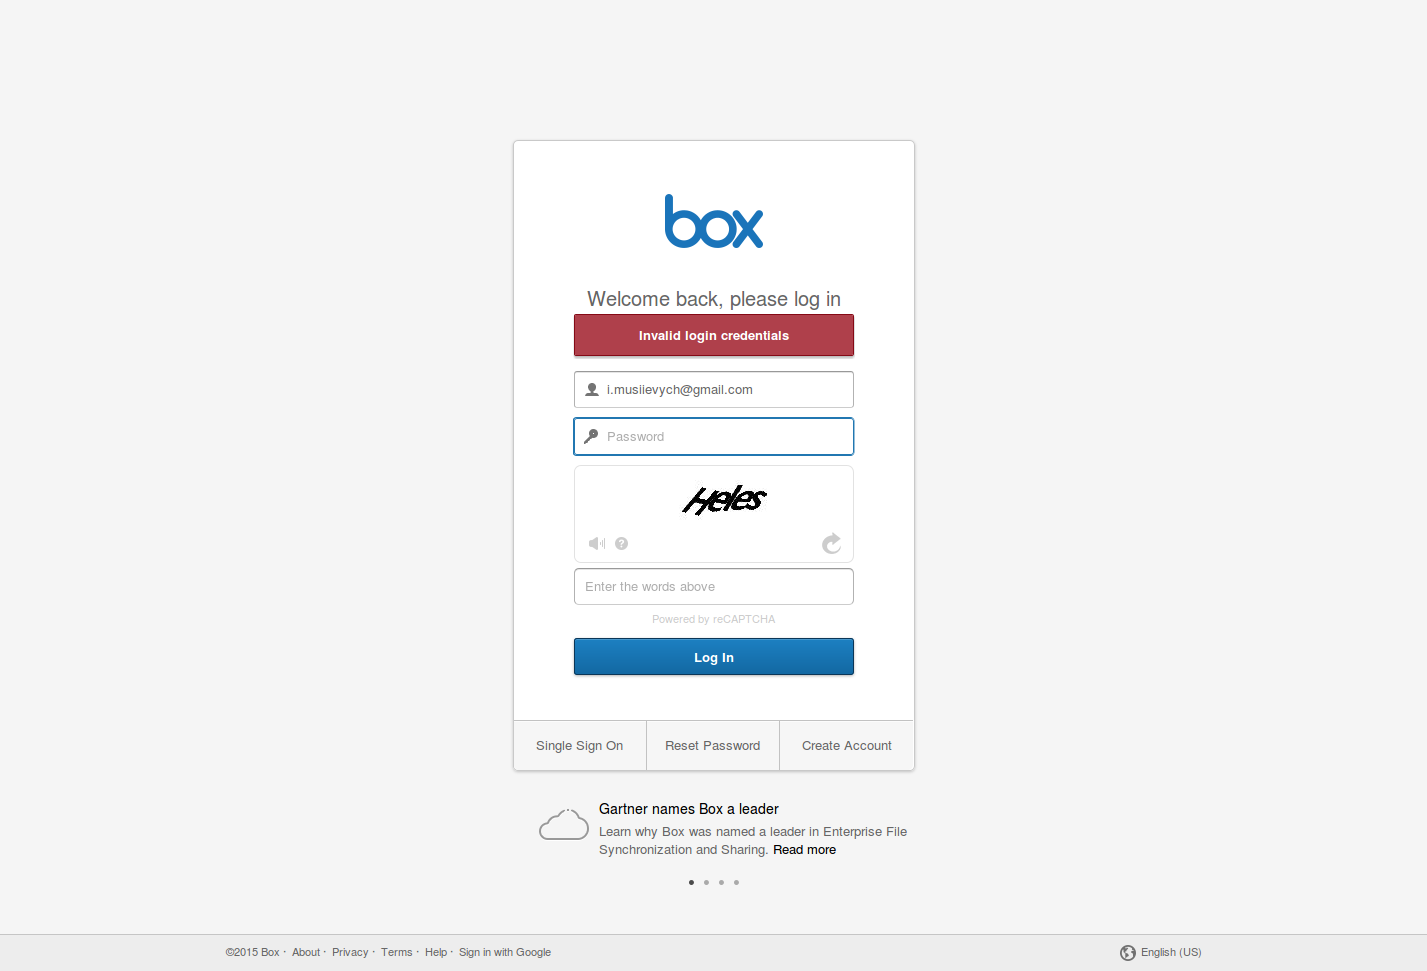 box
Welcome back, please log in
Invalid login credentials
i.musiievych@gmail.com
Password
Heles
Enter the words above
Powered by reCAPTCHA
Log In
Single Sign On Reset Password Create Account
Gartner names Box a leader
Learn why Box was named a leader in Enterprise File
Synchronization and Sharing. Read more
©2015 Box · About · Privacy · Terms · Help · Sign in with Google English (US)